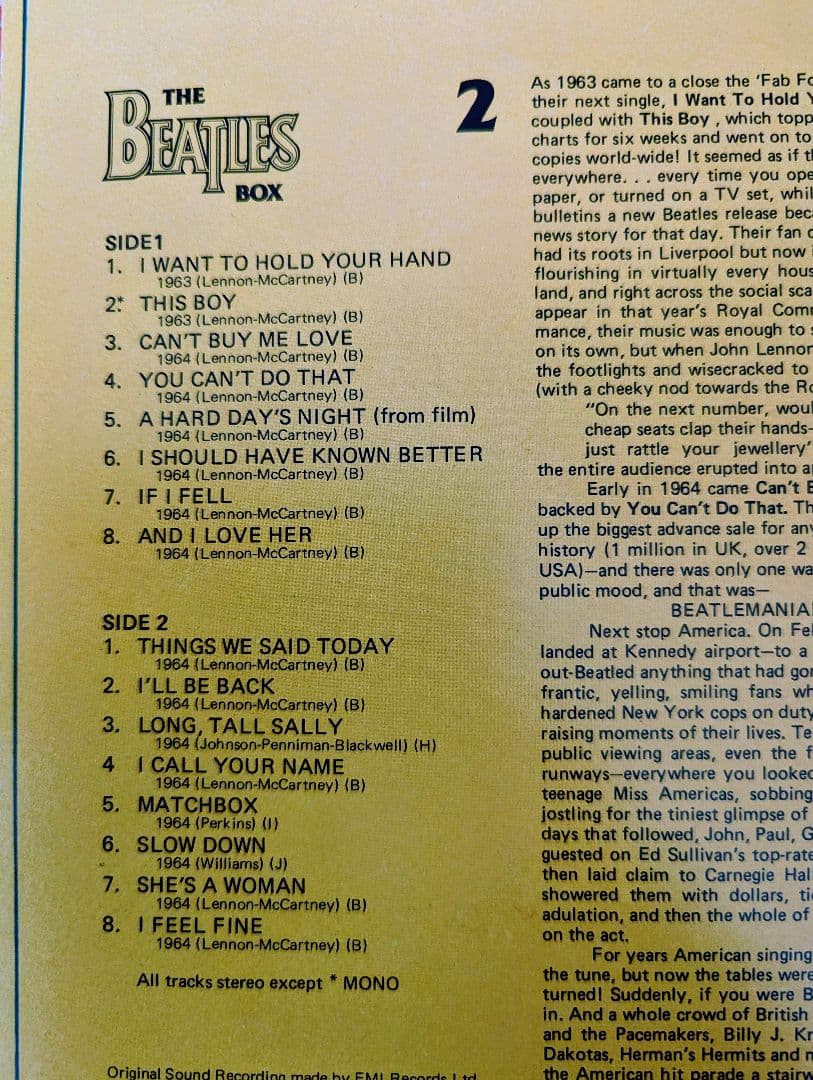 THE
BEATLES
BOX
2
SIDE1
1. I WANT TO HOLD YOUR HAND
1963 (Lennon-McCartney) (B)
2.* THIS BOY
1963 (Lennon-McCartney) (B)
3. CAN'T BUY ME LOVE
1964 (Lennon-McCartney) (B)
4. YOU CAN'T DO THAT
1964 (Lennon-McCartney) (B)
5. A HARD DAY'S NIGHT (from film)
1964 (Lennon-McCartney) (B)
6. I SHOULD HAVE KNOWN BETTER
1964 (Lennon-McCartney) (B)
7. IF I FELL
1964 (Lennon-McCartney) (B)
8. AND I LOVE HER
1964 (Lennon-McCartney) (B)
SIDE 2
1. THINGS WE SAID TODAY
1964 (Lennon-McCartney) (B)
2. I'LL BE BACK
1964 (Lennon-McCartney) (B)
3. LONG, TALL SALLY
1964 (Johnson-Penniman-Blackwell) (H)
4 I CALL YOUR NAME
1964 (Lennon-McCartney) (B)
5. MATCHBOX
1964 (Perkins) (I)
6. SLOW DOWN
1964 (Williams) (J)
7. SHE'S A WOMAN
1964 (Lennon-McCartney) (B)
8. I FEEL FINE
1964 (Lennon-McCartney) (B)
All tracks stereo except * MONO
Original Sound Recording made by EMI Records Ltd
As 1963 came to a close the 'Fab
their next single, I Want To Hold
coupled with This Boy , which
charts for six weeks and went on to
copies world-wide! It seemed as if
everywhere. . . every time you
paper, or turned on a TV set,
bulletins a new Beatles release
news story for that day. Their fan
had its roots in Liverpool but now
flourishing in virtually every
land, and right across the social
appear in that year's Royal
mance, their music was enough to
on its own, but when John
the footlights and wisecracked to
(with a cheeky nod towards the
"On the next number,
cheap seats clap their hands—
just rattle your jewellery"
the entire audience erupted into
Early in 1964 came Can't
backed by You Can't Do That.
up the biggest advance sale for
history (1 million in UK, over 2
USA)—and there was only one
public mood, and that was—
BEATLEMANIA
Next stop America. On
landed at Kennedy airport—to a
out-Beatled anything that had
frantic, yelling, smiling fans
hardened New York cops on duty
raising moments of their lives.
public viewing areas, even the
runways—everywhere you looked
teenage Miss Americas, sobbing
jostling for the tiniest glimpse of
days that followed, John, Paul,
guested on Ed Sullivan's
then laid claim to Carnegie
showered them with dollars,
adulation, and then the whole of
on the act.
For years American singing
the tune, but now the tables were
turned! Suddenly, if you were
in. And a whole crowd of British
and the Pacemakers, Billy J.
Dakotas, Herman's Hermits and
the American hit parade a